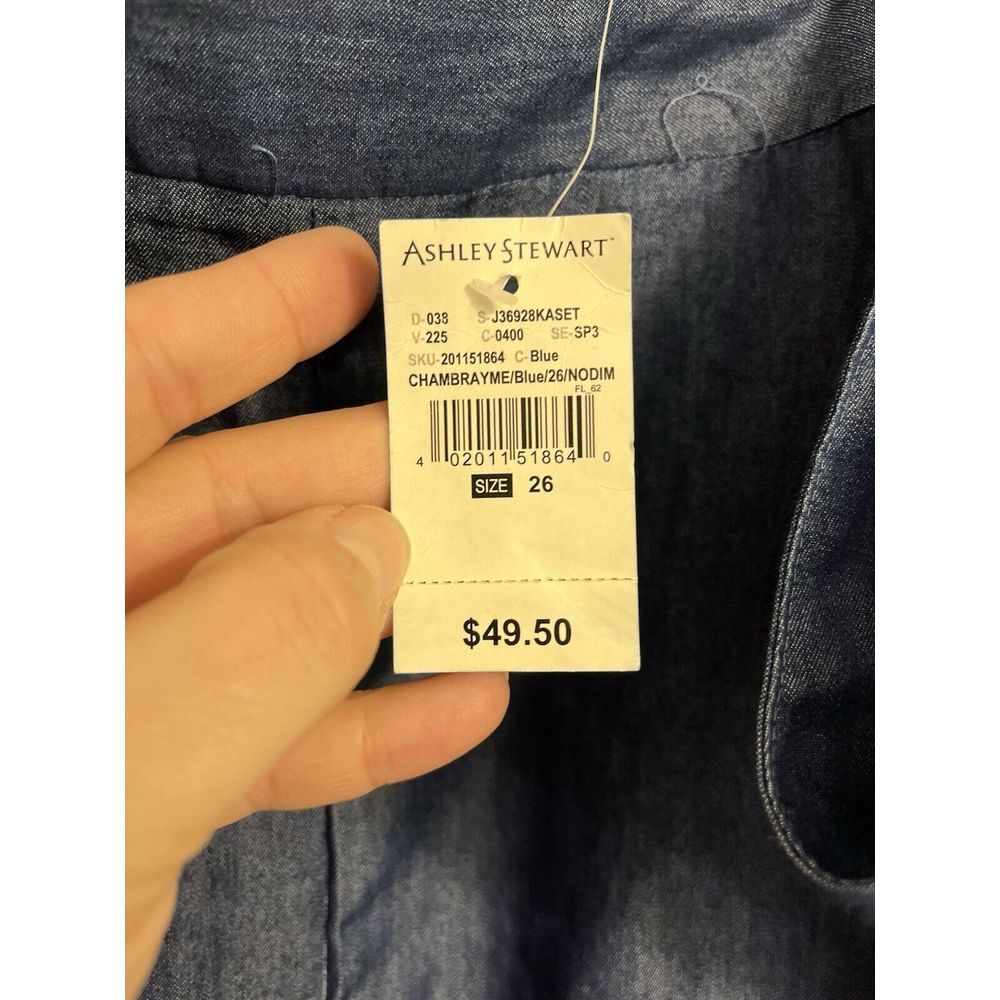 ASHLEY STEWART™
D-038 S-J36928KASET
V-225 C-0400 SE-SP3
SKU-201151864 C-Blue
CHAMBRAYME/Blue/26/NODIM
FL_62
4 02011 51864 0
SIZE 26
$49.50